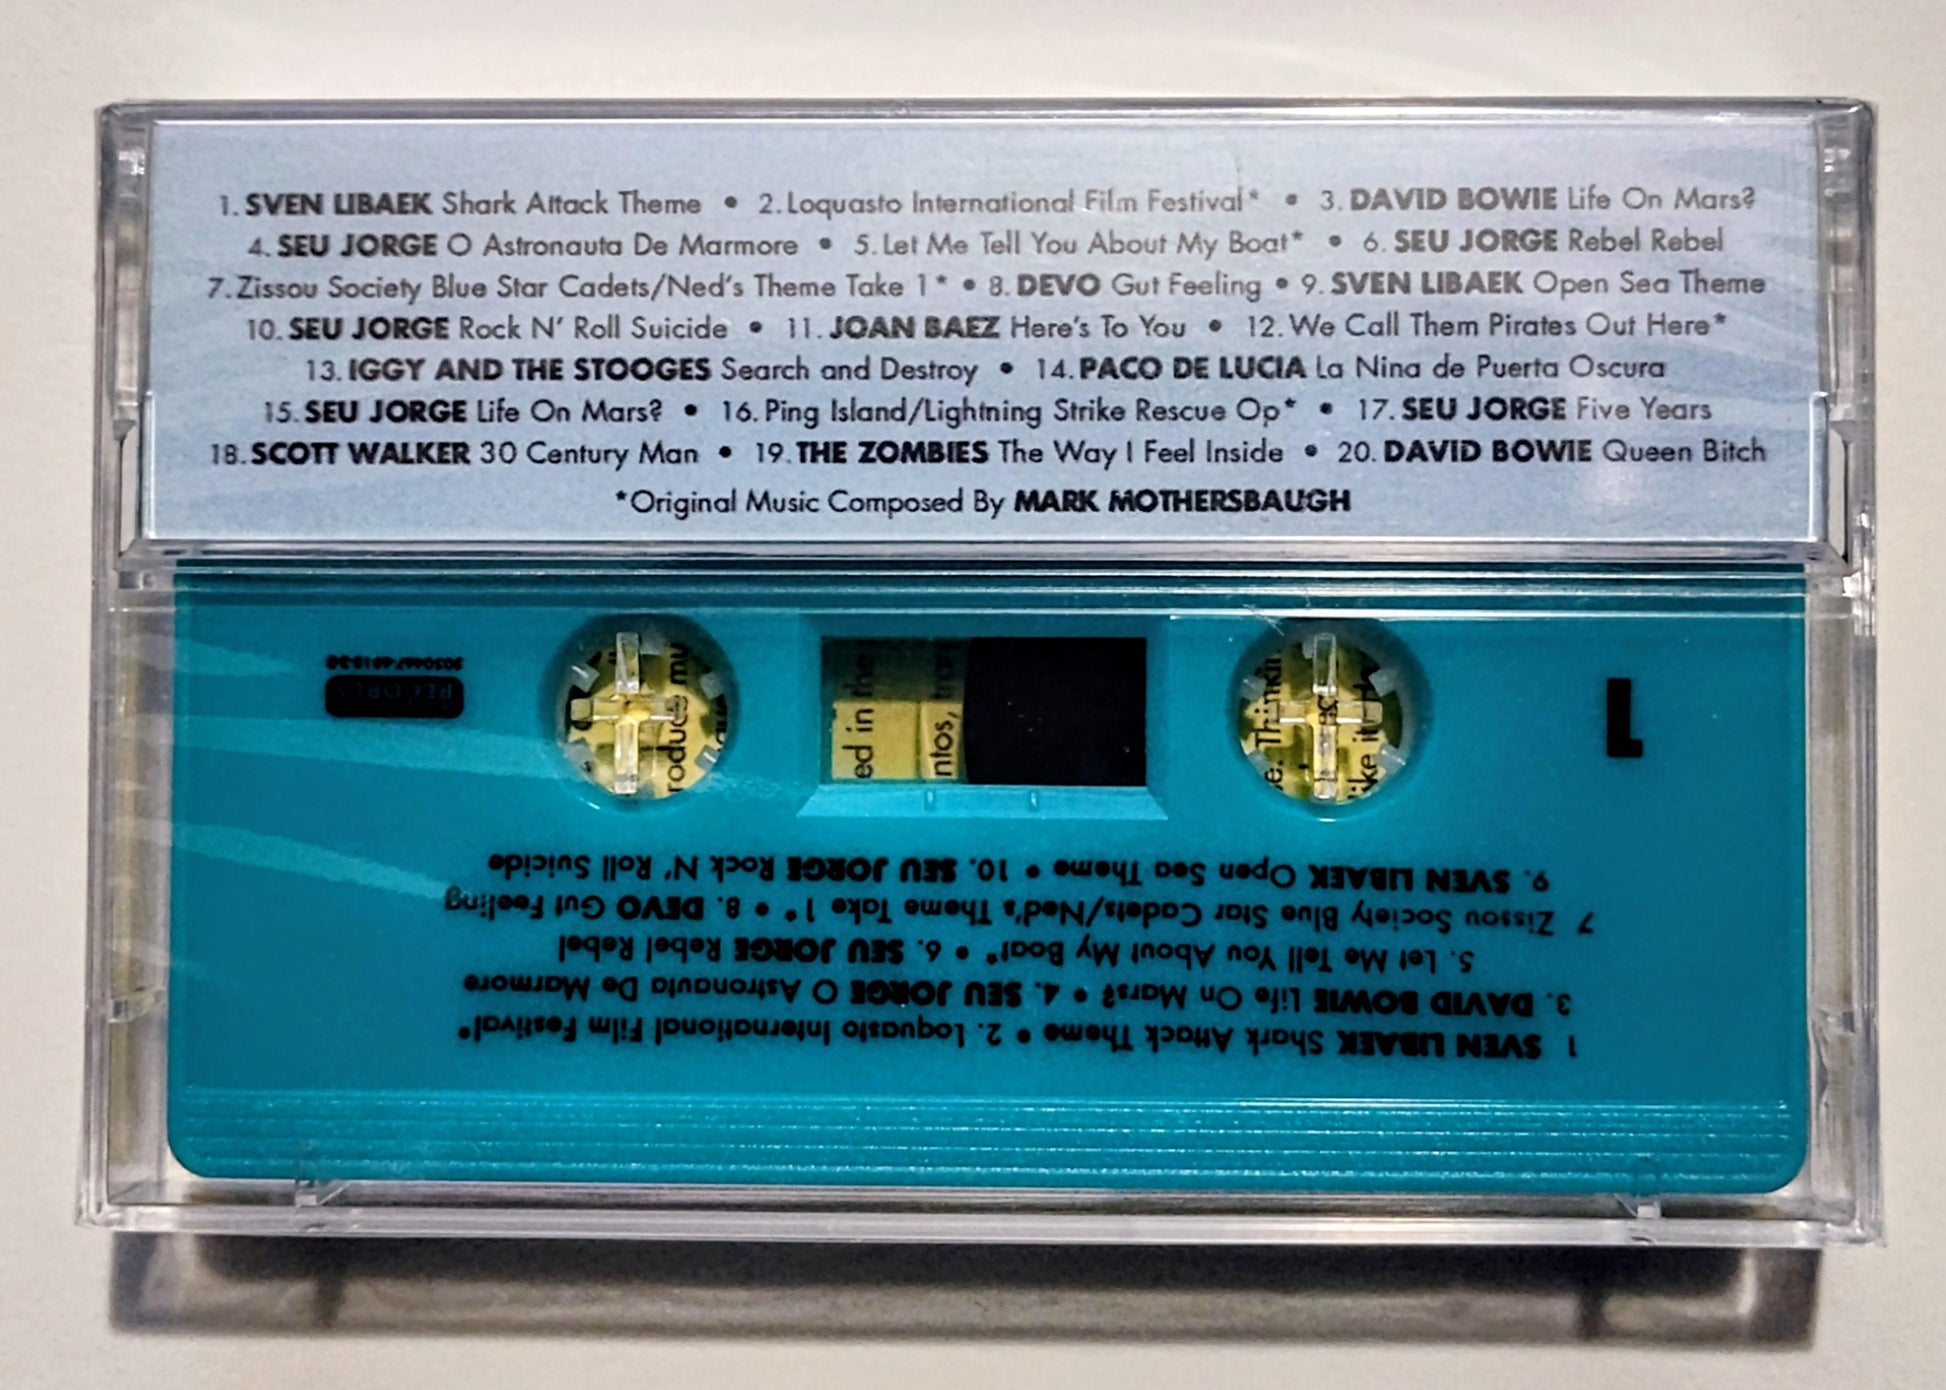 1. SVEN LIBAEK Shark Attack Theme • 2. Loquasto International Film Festival* • 3. DAVID BOWIE Life On Mars?
4. SEU JORGE O Astronauta De Marmore • 5. Let Me Tell You About My Boat* • 6. SEU JORGE Rebel Rebel
7. Zissou Society Blue Star Cadets/Ned's Theme Take 1* • 8. DEVO Gut Feeling • 9. SVEN LIBAEK Open Sea Theme
10. SEU JORGE Rock N' Roll Suicide • 11. JOAN BAEZ Here's To You • 12. We Call Them Pirates Out Here*
13. IGGY AND THE STOOGES Search and Destroy • 14. PACO DE LUCIA La Nina de Puerta Oscura
15. SEU JORGE Life On Mars? • 16. Ping Island/Lightning Strike Rescue Op* • 17. SEU JORGE Five Years
18. SCOTT WALKER 30 Century Man • 19. THE ZOMBIES The Way I Feel Inside • 20. DAVID BOWIE Queen Bitch
*Original Music Composed By MARK MOTHERSBAUGH
1 SVEN LIBAEK Shark Attack Theme • 2. Loquasto International Film Festival*
3. DAVID BOWIE Life On Mars? • 4. SEU JORGE O Astronauta De Marmore
5. Let Me Tell You About My Boat* • 6. SEU JORGE Rebel Rebel
7 Zissou Society Blue Star Cadets/Ned's Theme Take 1* • 8. DEVO Gut Feeling
9. SVEN LIBAEK Open Sea Theme • 10. SEU JORGE Rock N' Roll Suicide
1
RECORDS
ed in the
ntos,